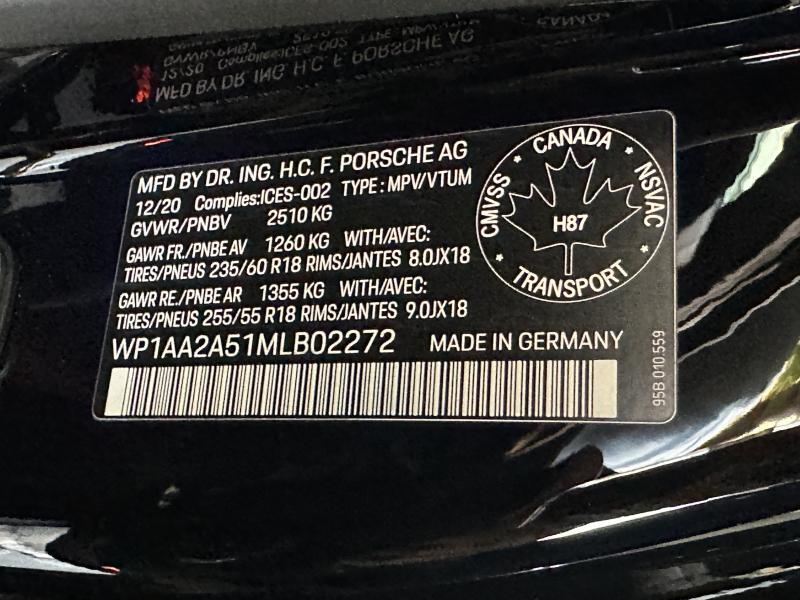 MFD BY DR. ING. H.C. F. PORSCHE AG
12/20 Complies:ICES-002 TYPE : MPV/VTUM
GVWR/PNBV 2510 KG
GAWR FR./PNBE AV 1260 KG WITH/AVEC:
TIRES/PNEUS 235/60 R18 RIMS/JANTES 8.0JX18
GAWR RE./PNBE AR 1355 KG WITH/AVEC:
TIRES/PNEUS 255/55 R18 RIMS/JANTES 9.0JX18
WP1AA2A51MLB02272 MADE IN GERMANY
CANADA
CMVSS
NSVAC
H87
TRANSPORT
95B 010 559